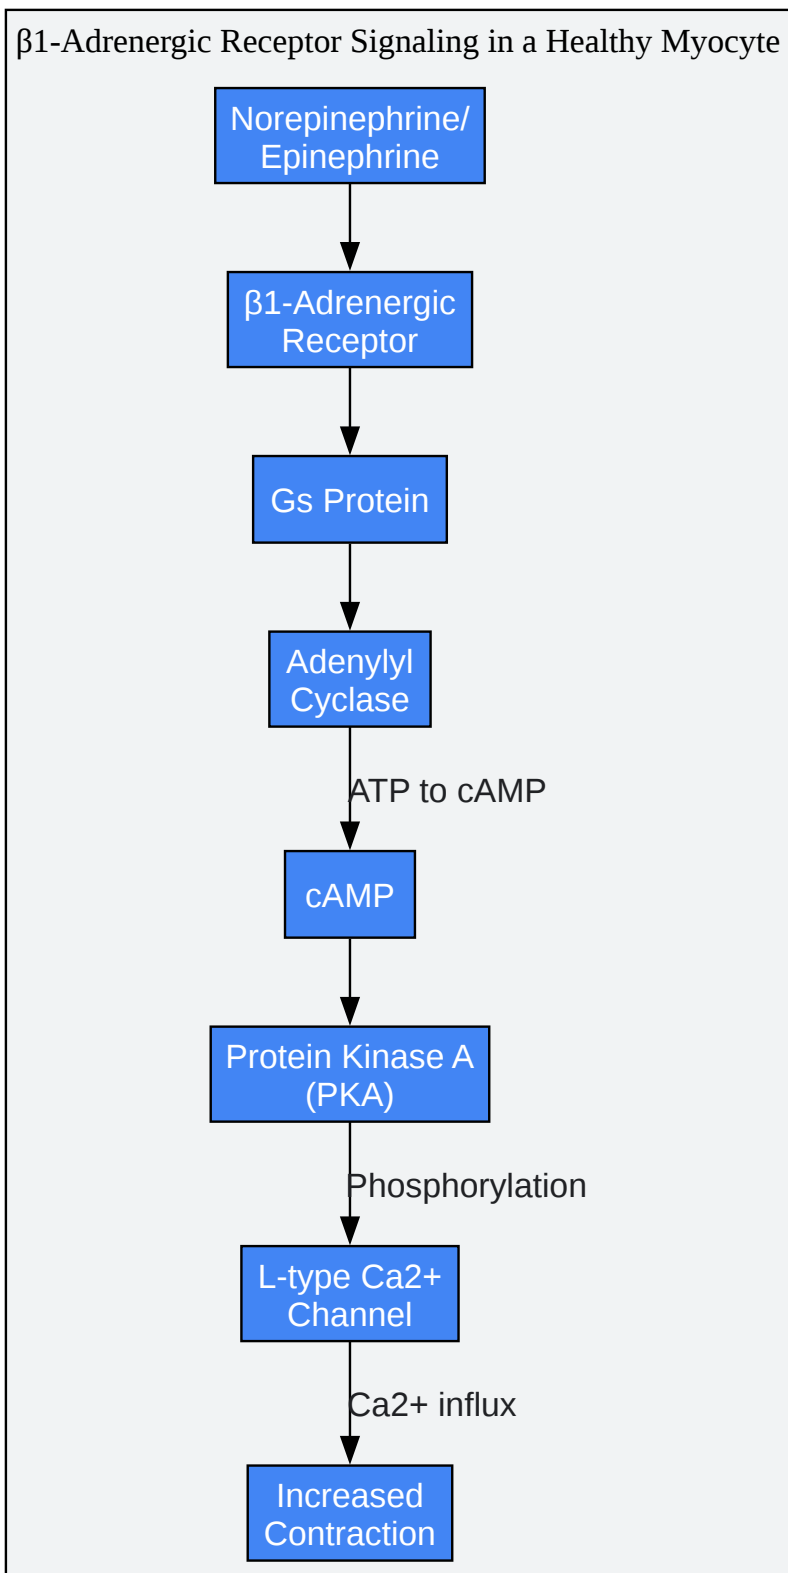 β1-Adrenergic Receptor Signaling in a Healthy Myocyte
Norepinephrine/
Epinephrine
β1-Adrenergic
Receptor
Gs Protein
Adenylyl
Cyclase
ATP to cAMP
cAMP
Protein Kinase A
(PKA)
Phosphorylation
L-type Ca2+
Channel
Ca2+ influx
Increased
Contraction